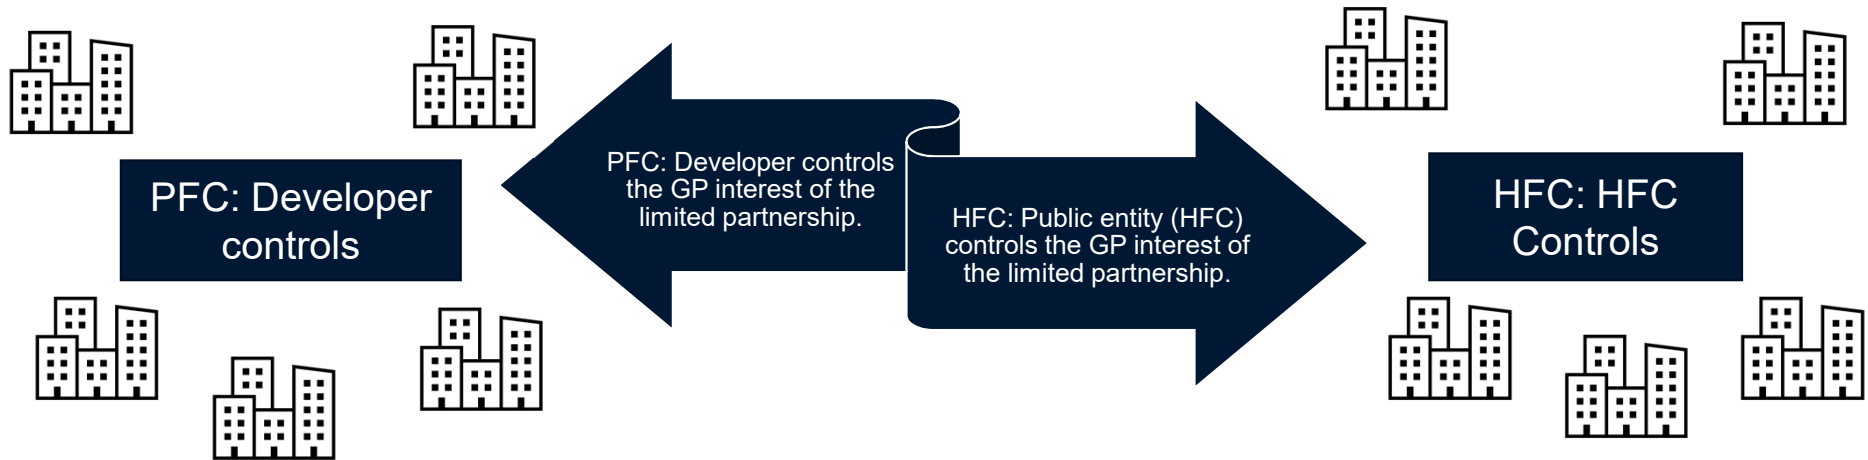 PFC: Developer
controls
PFC: Developer controls
the GP interest of the
limited partnership.
HFC: Public entity (HFC)
controls the GP interest of
the limited partnership.
HFC: HFC
Controls